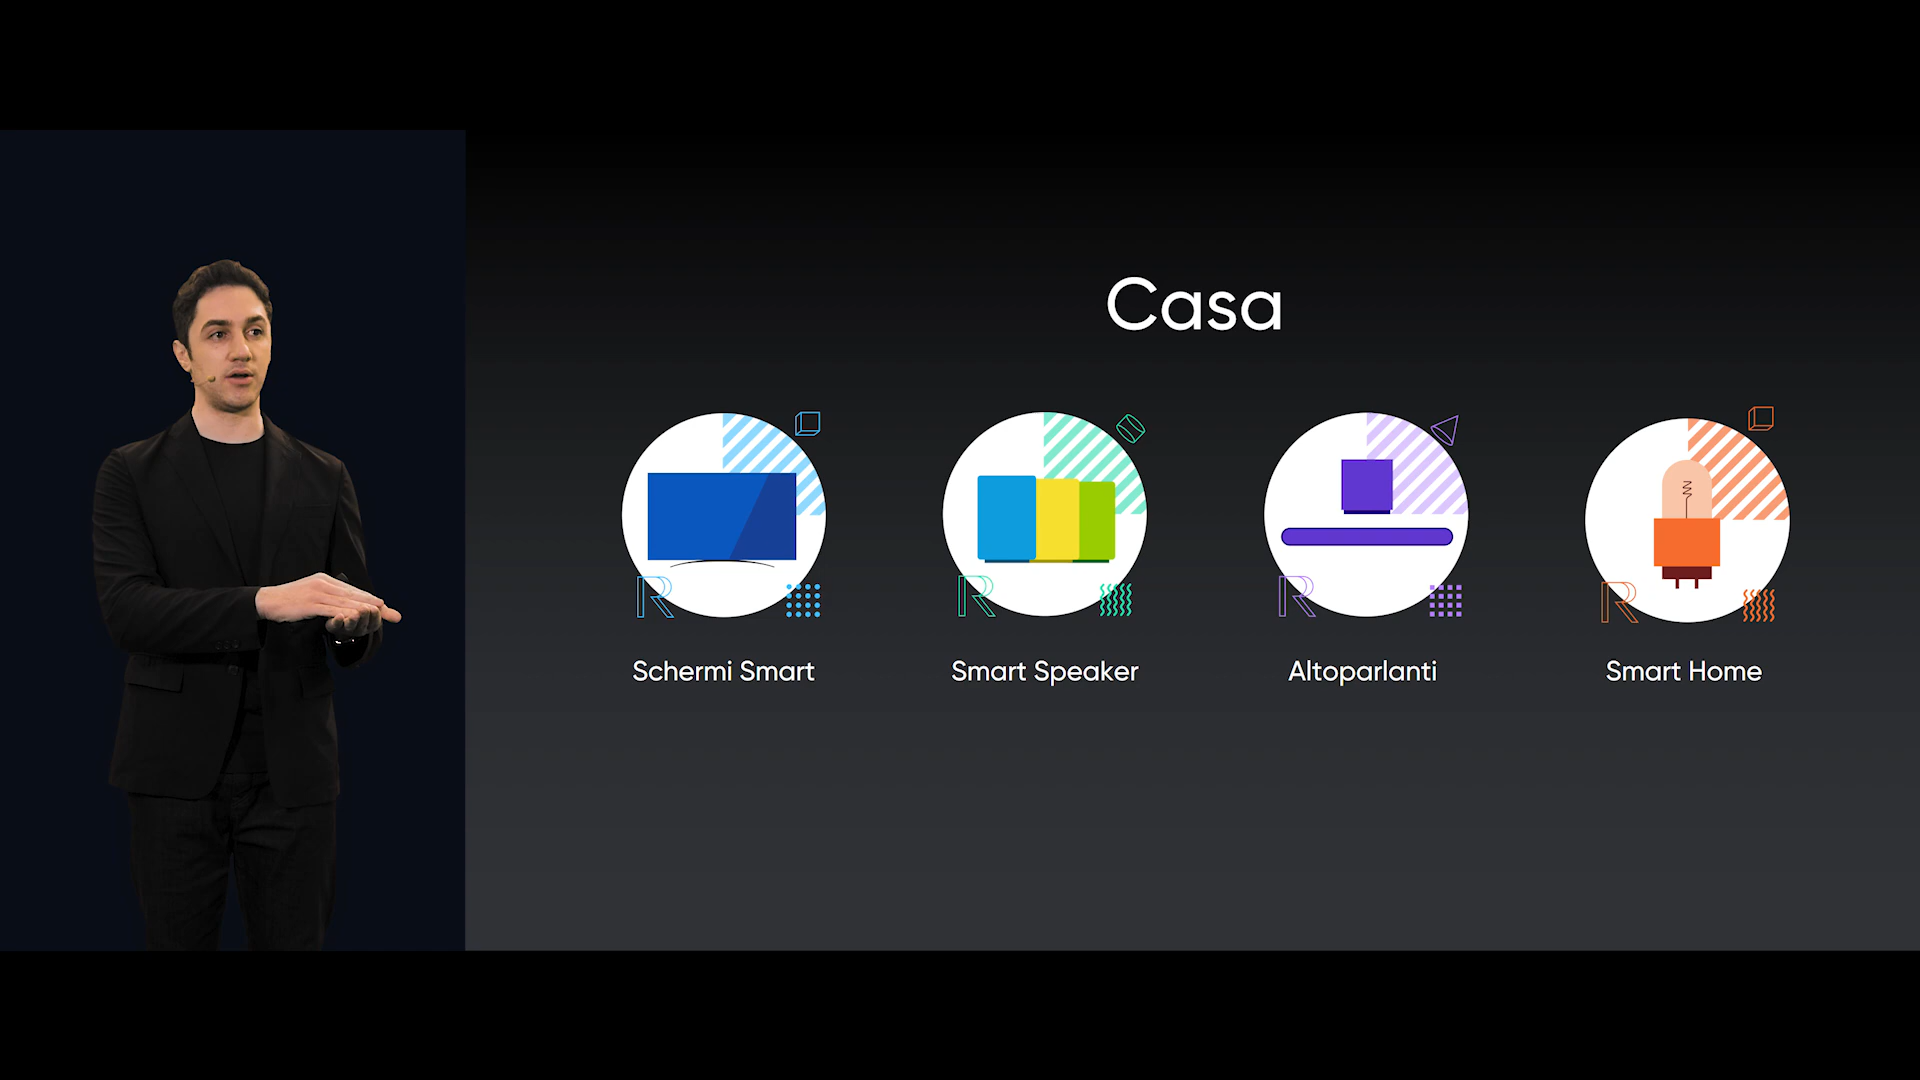 Casa
Schermi Smart
Smart Speaker
Altoparlanti
Smart Home
R
R
R
R